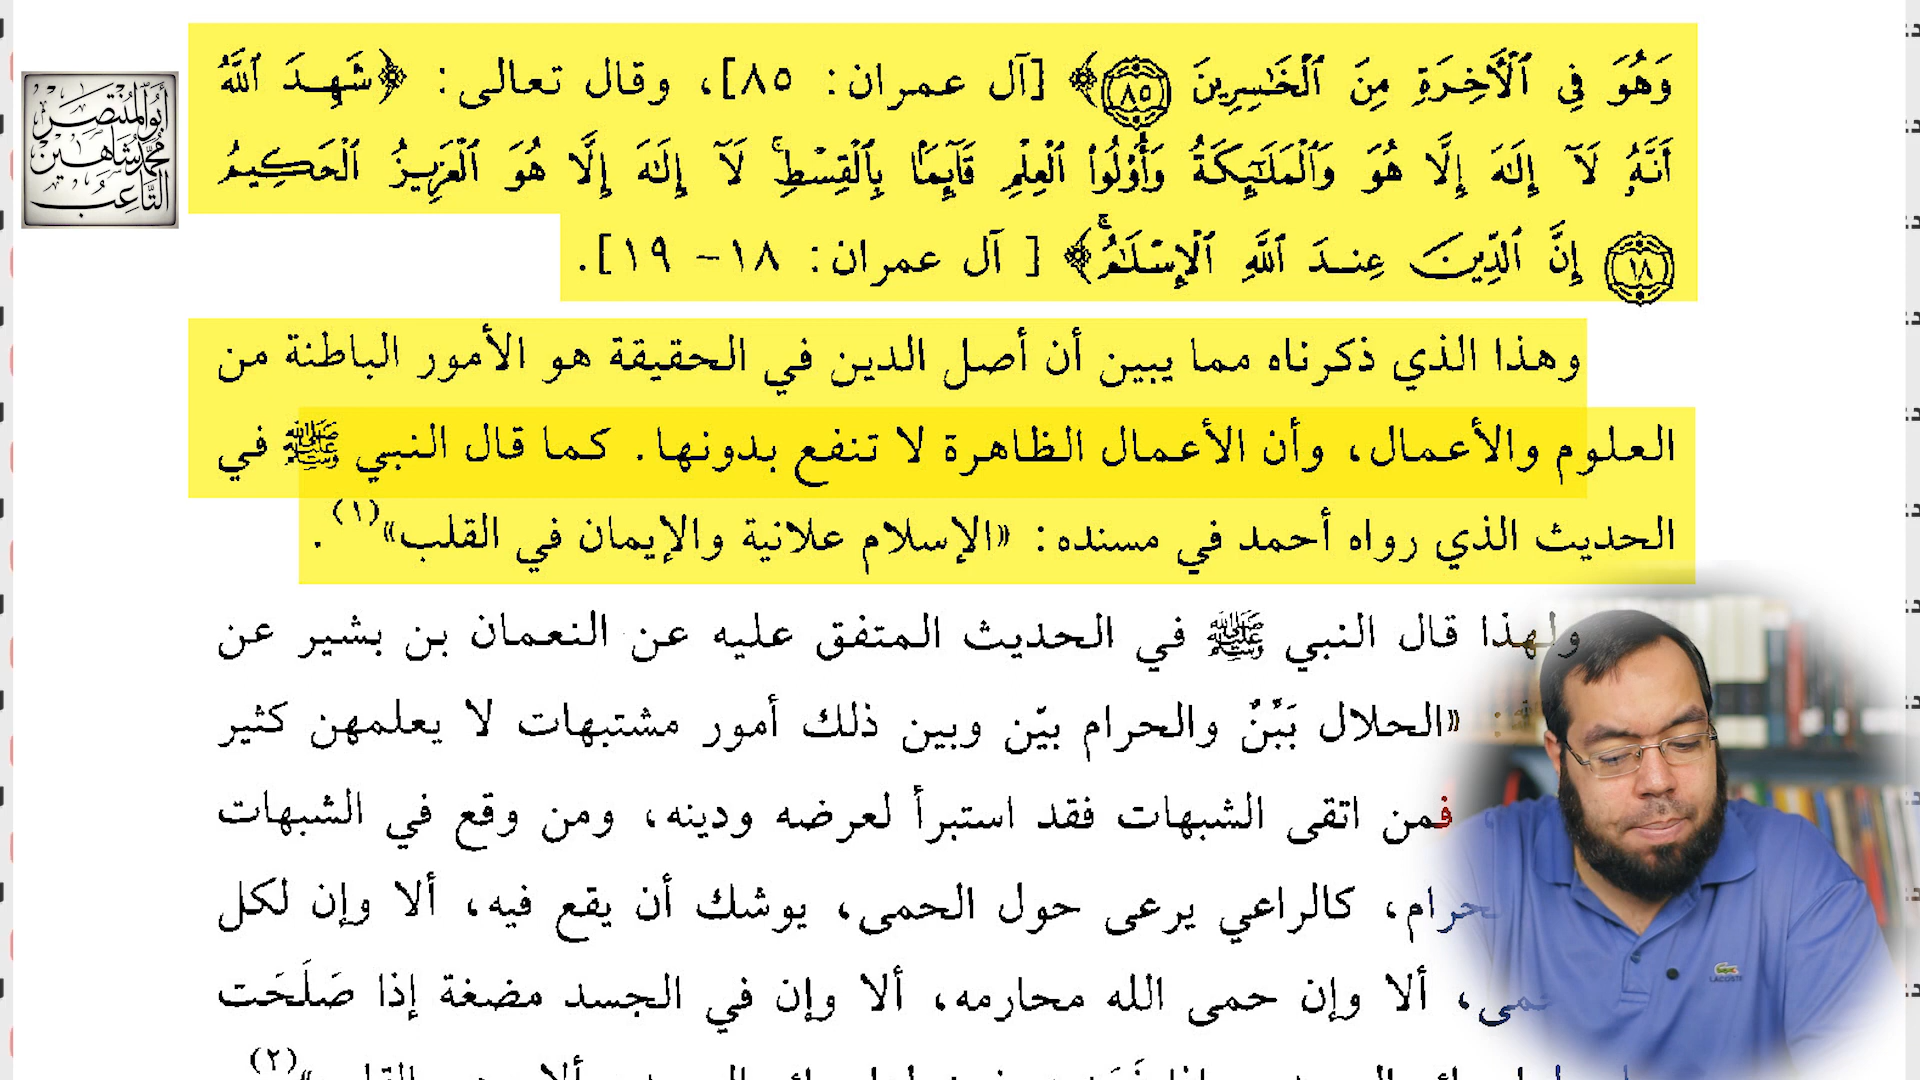 وَهُوَ فِي ٱلْأَخِرَةِ مِنَ ٱلْخَٰسِرِينَ ٨٥﴾ [آل عمران: ٨٥]، وقال تعالى: ﴿شَهِدَ ٱللَّهُ
أَنَّهُۥ لَآ إِلَٰهَ إِلَّا هُوَ وَٱلْمَلَٰٓئِكَةُ وَأُو۟لُوا۟ ٱلْعِلْمِ قَآئِمَۢا بِٱلْقِسْطِ ۚ لَآ إِلَٰهَ إِلَّا هُوَ ٱلْعَزِيزُ ٱلْحَكِيمُ
١٨ إِنَّ ٱلدِّينَ عِندَ ٱللَّهِ ٱلْإِسْلَٰمُ ۚ﴾ [ آل عمران: ١٨- ١٩].
وهذا الذي ذكرناه مما يبين أن أصل الدين في الحقيقة هو الأمور الباطنة من
العلوم والأعمال، وأن الأعمال الظاهرة لا تنفع بدونها. كما قال النبي ﷺ في
الحديث الذي رواه أحمد في مسنده: «الإسلام علانية والإيمان في القلب»(١).
ولهذا قال النبي ﷺ في الحديث المتفق عليه عن النعمان بن بشير عن
: «الحلال بَيِّنٌ والحرام بيّن وبين ذلك أمور مشتبهات لا يعلمهن كثير
فمن اتقى الشبهات فقد استبرأ لعرضه ودينه، ومن وقع في الشبهات
كالراعي يرعى حول الحمى، يوشك أن يقع فيه، ألا وإن لكل
ألا وإن حمى الله محارمه، ألا وإن في الجسد مضغة إذا صَلَحَت
(٢)
أبو المنتصر
محمد شاهين
التاعب
LACOSTE